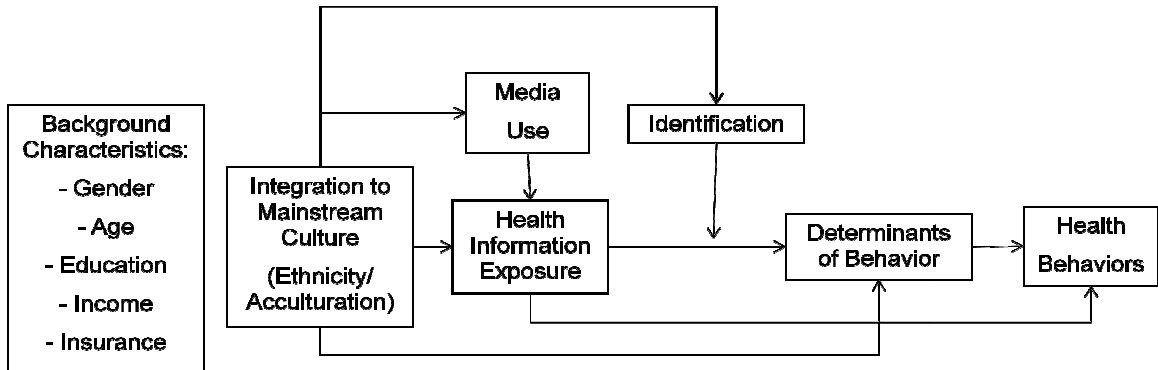 Background
Characteristics:
- Gender
- Age
- Education
- Income
- Insurance
Integration to
Mainstream
Culture
(Ethnicity/
Acculturation)
Media
Use
Health
Information
Exposure
Identification
Determinants
of Behavior
Health
Behaviors